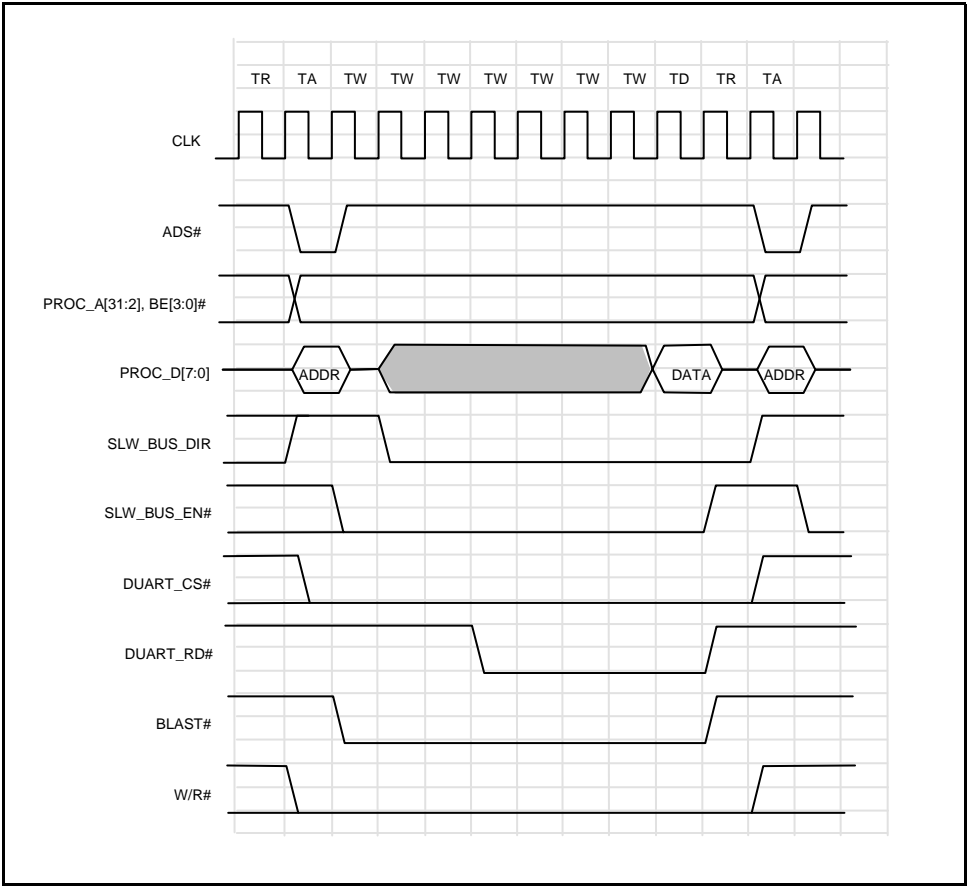 TR TA TW TW TW TW TW TW TW TD TR TA
CLK
ADS#
PROC_A[31:2], BE[3:0]#
PROC_D[7:0] ADDR DATA ADDR
SLW_BUS_DIR
SLW_BUS_EN#
DUART_CS#
DUART_RD#
BLAST#
W/R#